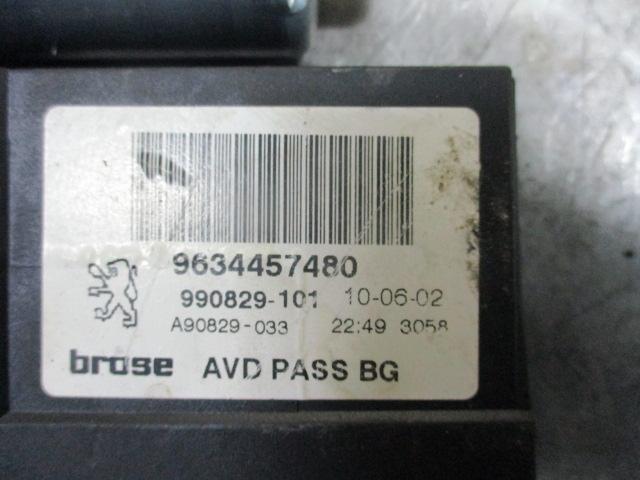 9634457480
990829-101 10-06-02
A90829-033 22:49 3058
brose AVD PASS BG